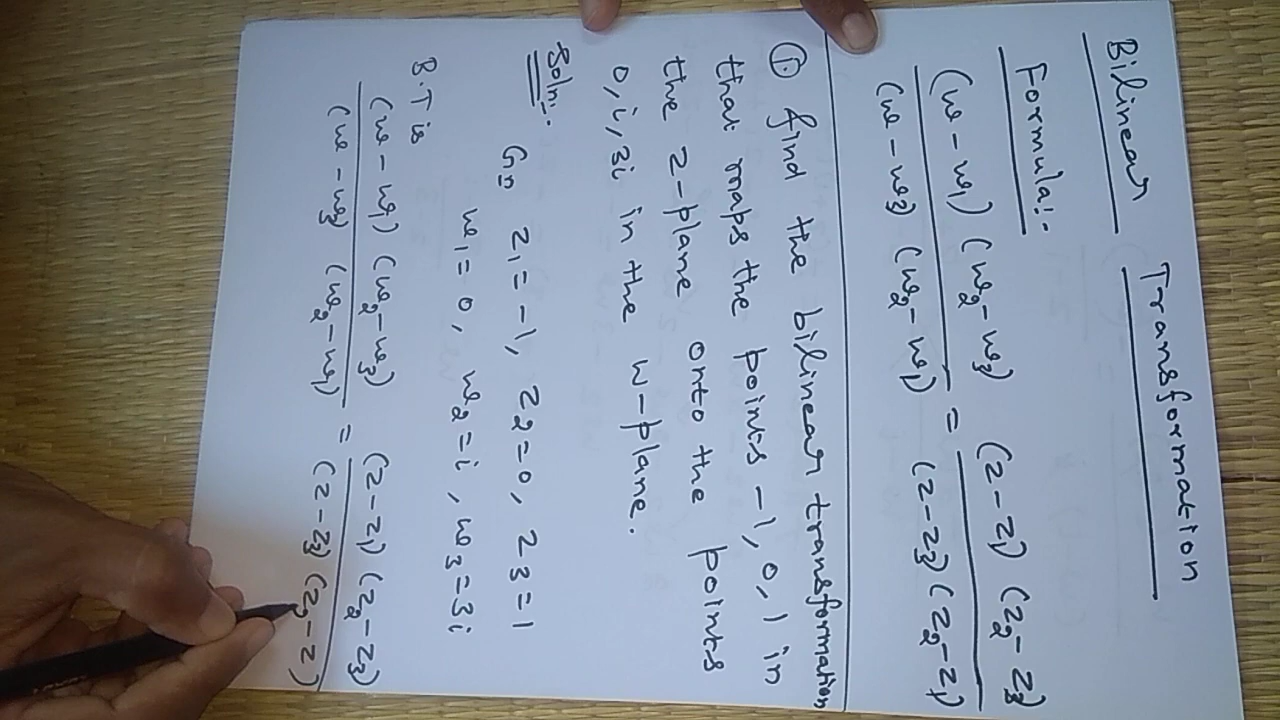 Bilinear Transformation
Formula:-
(w - w1) (w2 - w3) / (w - w3) (w2 - w1) = (z - z1) (z2 - z3) / (z - z3) (z2 - z1)
① find the bilinear transformation
that maps the points -1, 0, 1 in
the z-plane onto the points
0, i, 3i in the w-plane.
Soln:-
Gn z1 = -1, z2 = 0, z3 = 1
w1 = 0, w2 = i, w3 = 3i
B.T is
(w - w1) (w2 - w3) / (w - w3) (w2 - w1) = (z - z1) (z2 - z3) / (z - z3) (z2 - z)